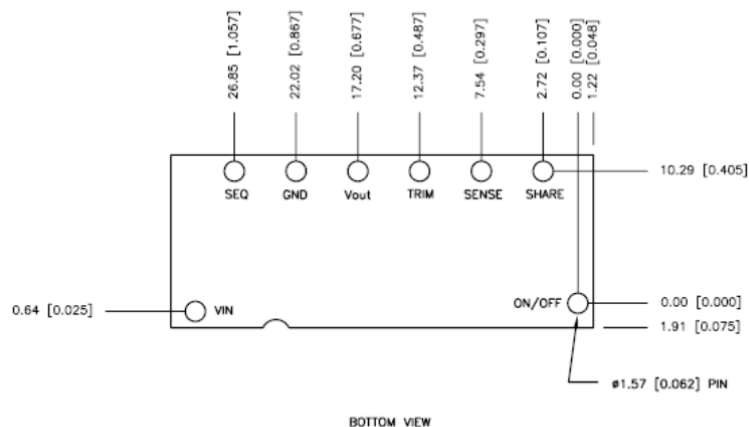 26.85 [1.057]
22.02 [0.867]
17.20 [0.677]
12.37 [0.487]
7.54 [0.297]
2.72 [0.107]
0.00 [0.000]
1.22 [0.048]
10.29 [0.405]
SEQ
GND
Vout
TRIM
SENSE
SHARE
0.64 [0.025]
VIN
ON/OFF
0.00 [0.000]
1.91 [0.075]
ø1.57 [0.062] PIN
BOTTOM VIEW